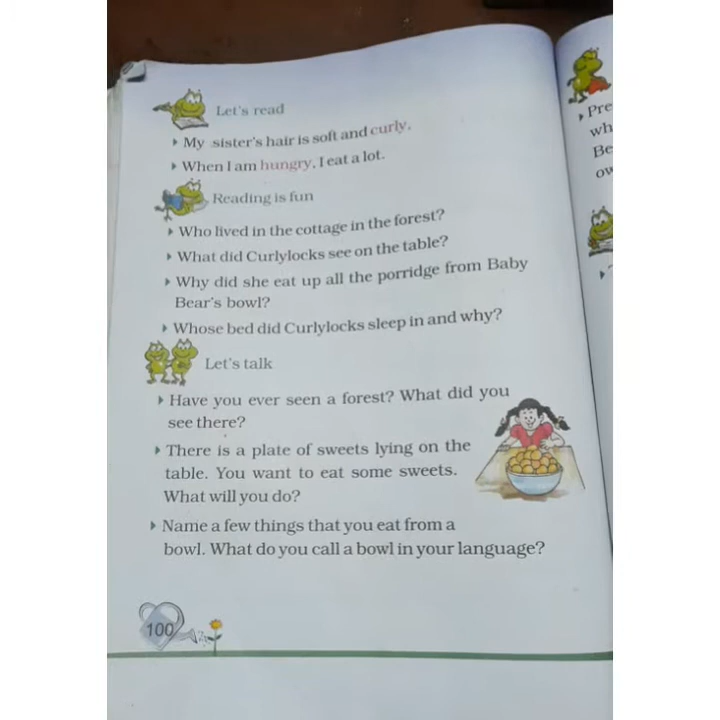 Let's read
My sister's hair is soft and curly.
When I am hungry, I eat a lot.
Reading is fun
Who lived in the cottage in the forest?
What did Curlylocks see on the table?
Why did she eat up all the porridge from Baby
Bear's bowl?
Whose bed did Curlylocks sleep in and why?
Let's talk
Have you ever seen a forest? What did you
see there?
There is a plate of sweets lying on the
table. You want to eat some sweets.
What will you do?
Name a few things that you eat from a
bowl. What do you call a bowl in your language?
100
Pre
wh
Be
ow